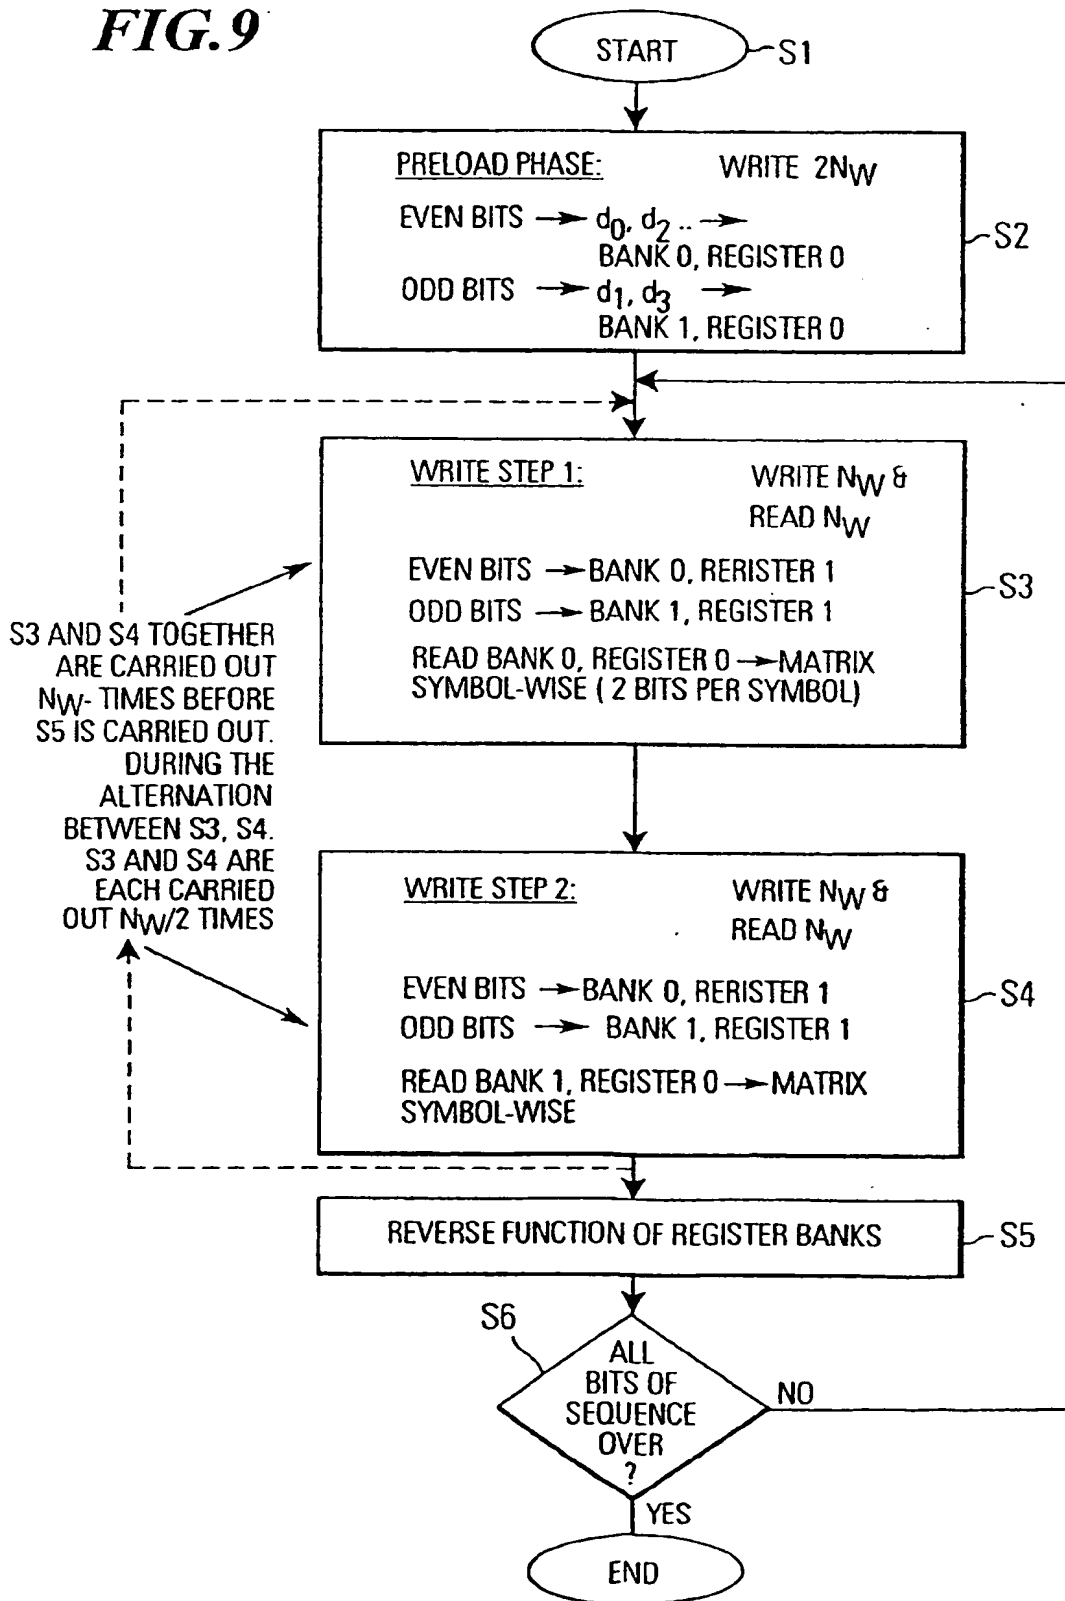 FIG.9
START
S1
PRELOAD PHASE: WRITE 2NW
EVEN BITS → d0, d2 .. →
BANK 0, REGISTER 0
ODD BITS → d1, d3 →
BANK 1, REGISTER 0
S2
WRITE STEP 1: WRITE NW &
READ NW
EVEN BITS → BANK 0, RERISTER 1
ODD BITS → BANK 1, REGISTER 1
READ BANK 0, REGISTER 0 → MATRIX
SYMBOL-WISE ( 2 BITS PER SYMBOL)
S3
S3 AND S4 TOGETHER
ARE CARRIED OUT
NW- TIMES BEFORE
S5 IS CARRIED OUT.
DURING THE
ALTERNATION
BETWEEN S3, S4.
S3 AND S4 ARE
EACH CARRIED
OUT NW/2 TIMES
WRITE STEP 2: WRITE NW &
READ NW
EVEN BITS → BANK 0, RERISTER 1
ODD BITS → BANK 1, REGISTER 1
READ BANK 1, REGISTER 0 → MATRIX
SYMBOL-WISE
S4
REVERSE FUNCTION OF REGISTER BANKS
S5
S6
ALL
BITS OF
SEQUENCE
OVER
?
NO
YES
END